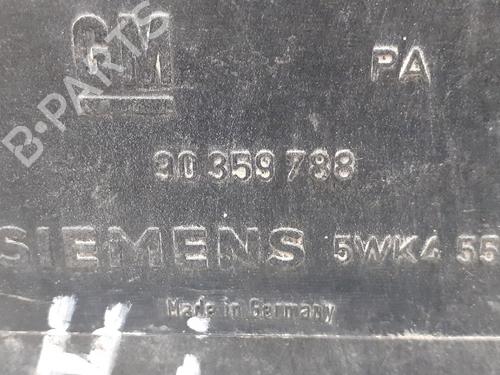 GM
PA
90 359 788
SIEMENS 5WK4 55
Made in Germany
B-PARTS